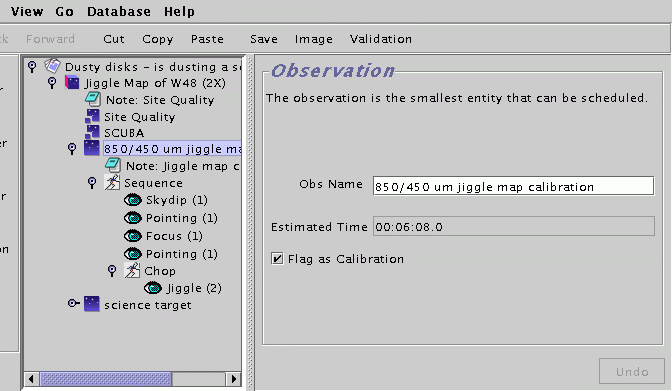 View Go Database Help
Forward Cut Copy Paste Save Image Validation
Dusty disks - is dusting a
Jiggle Map of W48 (2X)
Note: Site Quality
Site Quality
SCUBA
850/450 um jiggle
Note: Jiggle map
Sequence
Skydip (1)
Pointing (1)
Focus (1)
Pointing (1)
Chop
Jiggle (2)
science target
Observation
The observation is the smallest entity that can be scheduled.
Obs Name 850/450 um jiggle map calibration
Estimated Time 00:06:08.0
Flag as Calibration
Undo